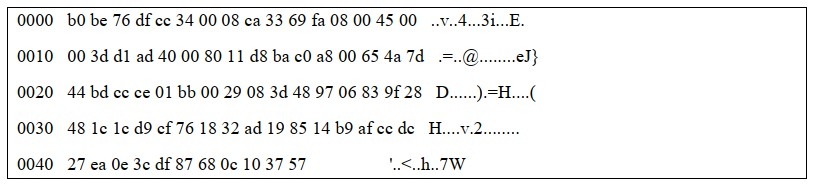 0000 b0 be 76 df cc 34 00 08 ca 33 69 fa 08 00 45 00 ..v..4...3i...E.
0010 00 3d d1 ad 40 00 80 11 d8 ba c0 a8 00 65 4a 7d .=..@........eJ}
0020 44 bd cc ce 01 bb 00 29 08 3d 48 97 06 83 9f 28 D......).=H....(
0030 48 1c 1c d9 cf 76 18 32 ad 19 85 14 b9 af cc dc H....v.2........
0040 27 ea 0e 3c df 87 68 0c 10 37 57 '..<..h..7W